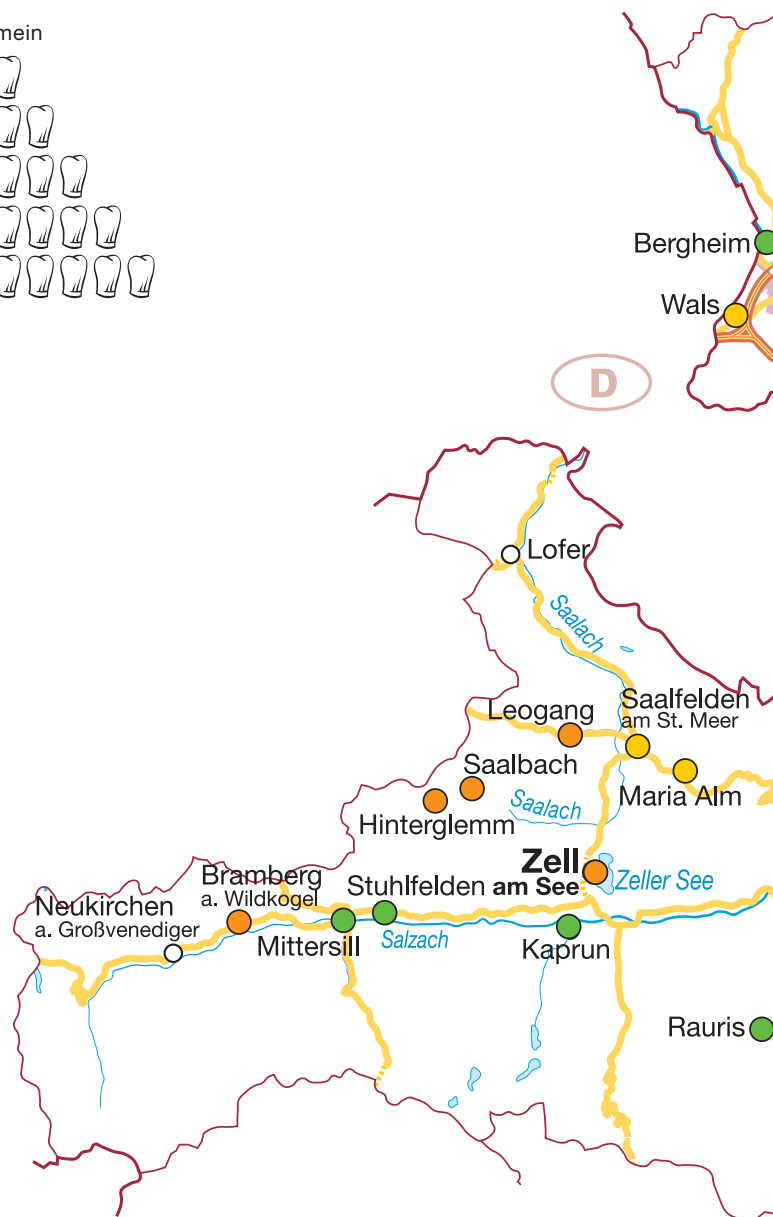 mein
Bergheim
Wals
D
Lofer
Saalach
Saalfelden
am St. Meer
Leogang
Saalbach
Maria Alm
Saalach
Hinterglemm
Zell
am See
Zeller See
Bramberg
a. Wildkogel
Stuhlfelden
Neukirchen
a. Großvenediger
Mittersill
Salzach
Kaprun
Rauris